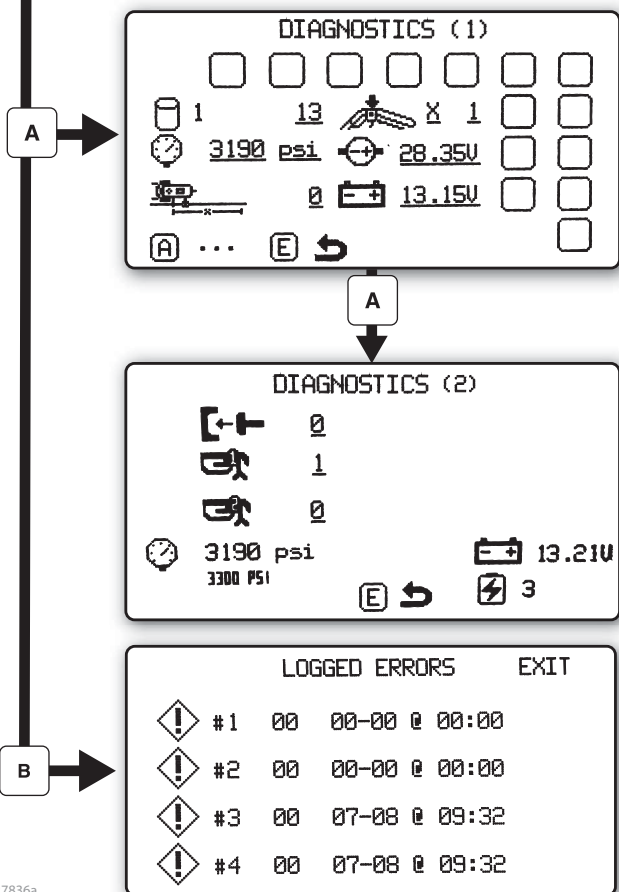 DIAGNOSTICS (1)
A
1 13 X 1
3190 psi - + 28.35V
x 0 - + 13.15V
A ... E
A
DIAGNOSTICS (2)
0
1
0
3190 psi - + 13.21V
3300 PSI
E 3
LOGGED ERRORS EXIT
#1 00 00-00 @ 00:00
#2 00 00-00 @ 00:00
B
#3 00 07-08 @ 09:32
#4 00 07-08 @ 09:32
7836a